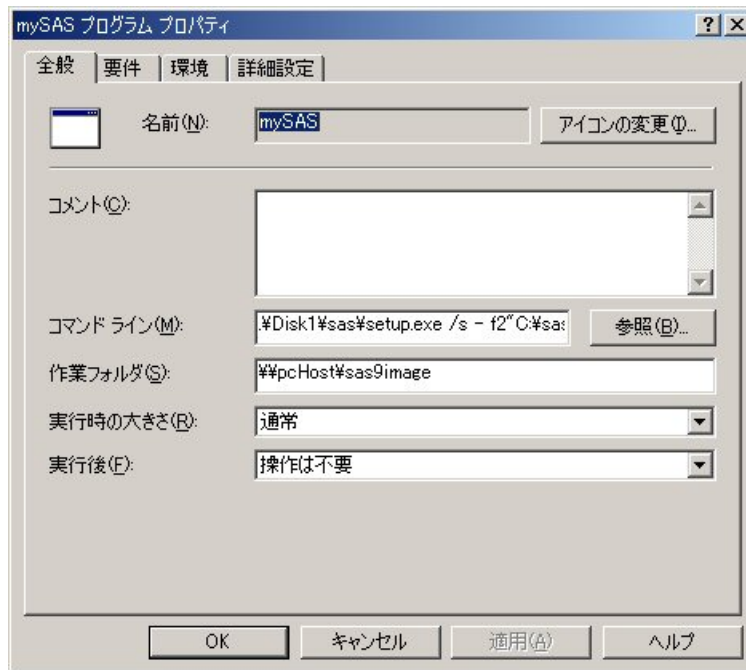 mySAS プログラム プロパティ
全般 要件 環境 詳細設定
名前(N): mySAS アイコンの変更(I)...
コメント(C):
コマンド ライン(M): .¥Disk1¥sas¥setup.exe /s - f2"C:¥sas 参照(B)...
作業フォルダ(S): ¥¥pcHost¥sas9image
実行時の大きさ(R): 通常
実行後(F): 操作は不要
OK キャンセル 適用(A) ヘルプ